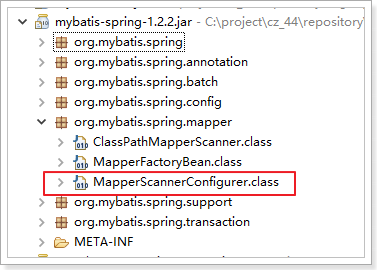 mybatis-spring-1.2.2.jar - C:\project\cz_44\repository
org.mybatis.spring
org.mybatis.spring.annotation
org.mybatis.spring.batch
org.mybatis.spring.config
org.mybatis.spring.mapper
ClassPathMapperScanner.class
MapperFactoryBean.class
MapperScannerConfigurer.class
org.mybatis.spring.support
org.mybatis.spring.transaction
META-INF